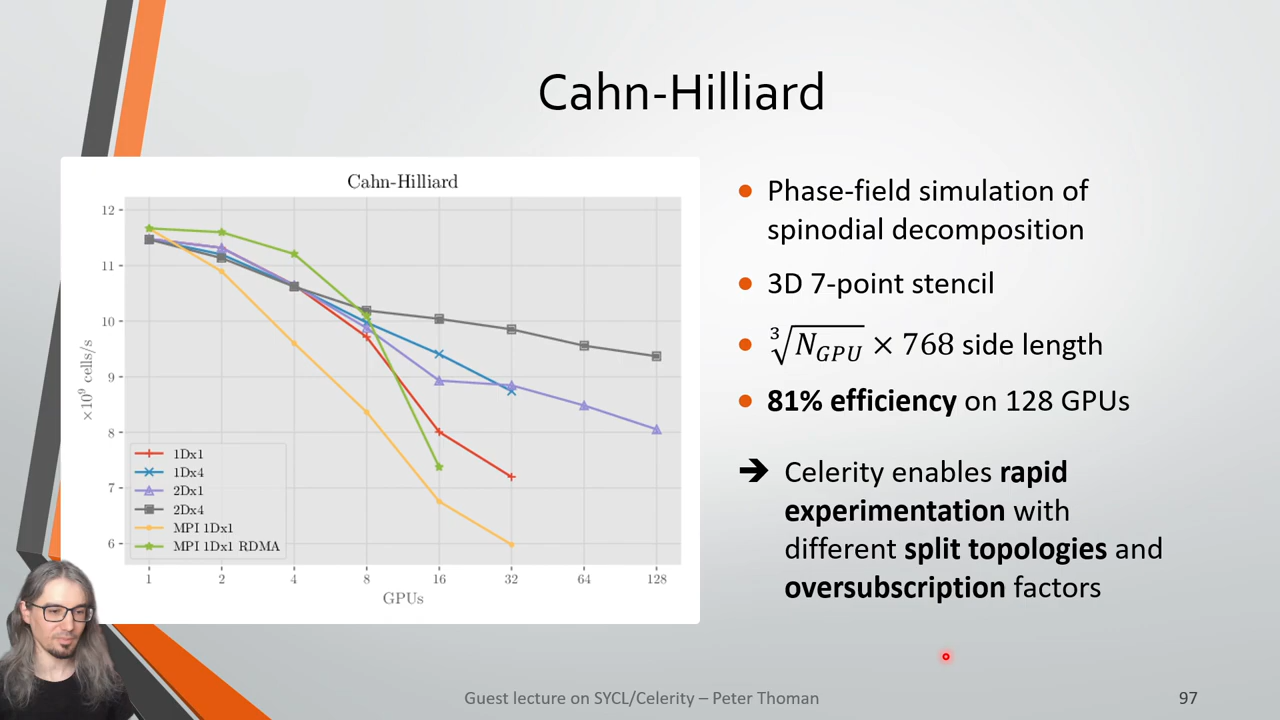 Cahn-Hilliard
Cahn-Hilliard
12
11
10
9
8
7
6
×10⁹ cells/s
1Dx1
1Dx4
2Dx1
2Dx4
MPI 1Dx1
MPI 1Dx1 RDMA
1 2 4 8 16 32 64 128
GPUs
Phase-field simulation of
spinodial decomposition
3D 7-point stencil
∛N_GPU × 768 side length
81% efficiency on 128 GPUs
➔ Celerity enables rapid
experimentation with
different split topologies and
oversubscription factors
Guest lecture on SYCL/Celerity – Peter Thoman
97